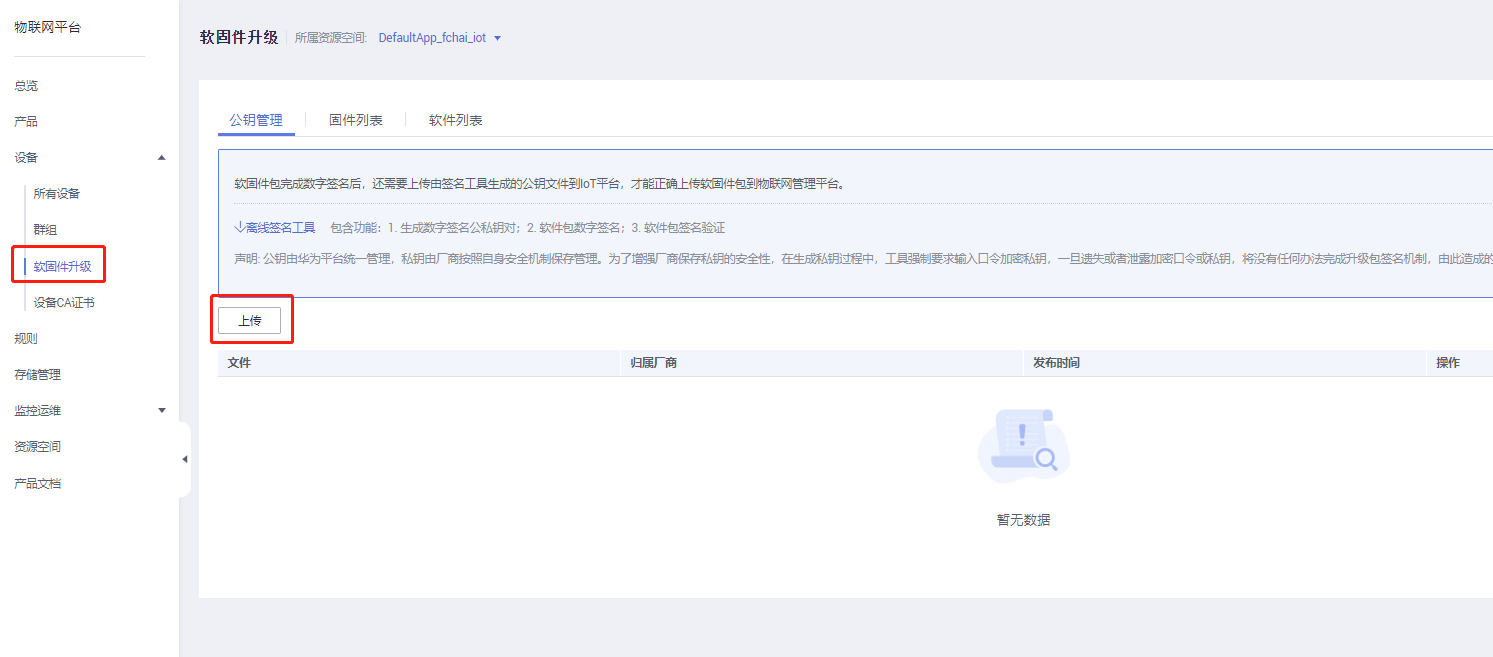 物联网平台
总览
产品
设备
所有设备
群组
软固件升级
设备CA证书
规则
存储管理
监控运维
资源空间
产品文档
软固件升级 所属资源空间: DefaultApp_fchai_iot
公钥管理 固件列表 软件列表
软固件包完成数字签名后，还需要上传由签名工具生成的公钥文件到IoT平台，才能正确上传软固件包到物联网管理平台。
离线签名工具 包含功能：1. 生成数字签名公私钥对；2. 软件包数字签名；3. 软件包签名验证
声明: 公钥由华为平台统一管理，私钥由厂商按照自身安全机制保存管理。为了增强厂商保存私钥的安全性，在生成私钥过程中，工具强制要求输入口令加密私钥，一旦遗失或者泄露加密口令或私钥，将没有任何办法完成升级包签名机制，由此造成的
上传
文件 归属厂商 发布时间 操作
暂无数据